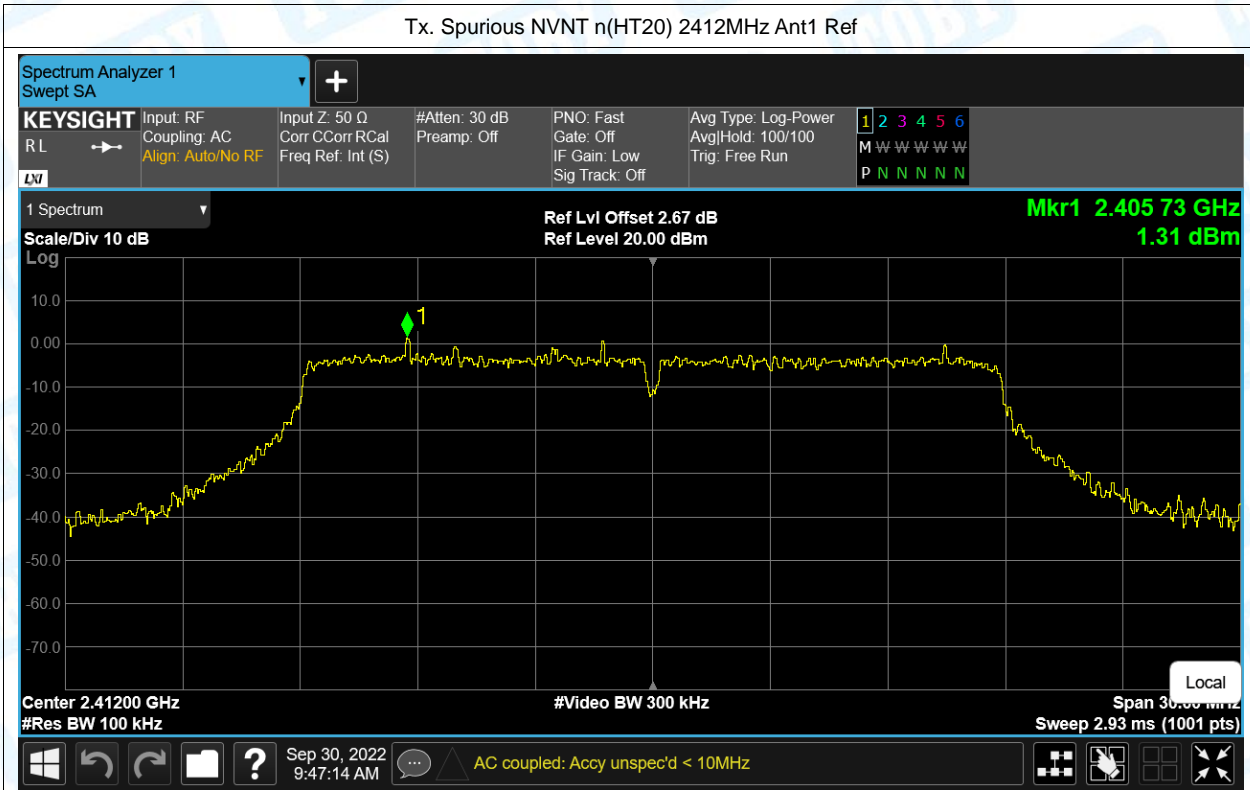 Tx. Spurious NVNT n(HT20) 2412MHz Ant1 Ref
Spectrum Analyzer 1
Swept SA
KEYSIGHT
RL
LXI
Input: RF
Coupling: AC
Align: Auto/No RF
Input Z: 50 Ω
Corr CCorr RCal
Freq Ref: Int (S)
#Atten: 30 dB
Preamp: Off
PNO: Fast
Gate: Off
IF Gain: Low
Sig Track: Off
Avg Type: Log-Power
Avg|Hold: 100/100
Trig: Free Run
1 2 3 4 5 6
M W W W W W
P N N N N N
1 Spectrum
Scale/Div 10 dB
Log
Ref Lvl Offset 2.67 dB
Ref Level 20.00 dBm
Mkr1 2.405 73 GHz
1.31 dBm
10.0
1
0.00
-10.0
-20.0
-30.0
-40.0
-50.0
-60.0
-70.0
Local
Center 2.41200 GHz
#Video BW 300 kHz
Span 30.00 MHz
#Res BW 100 kHz
Sweep 2.93 ms (1001 pts)
?
Sep 30, 2022
9:47:14 AM
AC coupled: Accy unspec'd < 10MHz